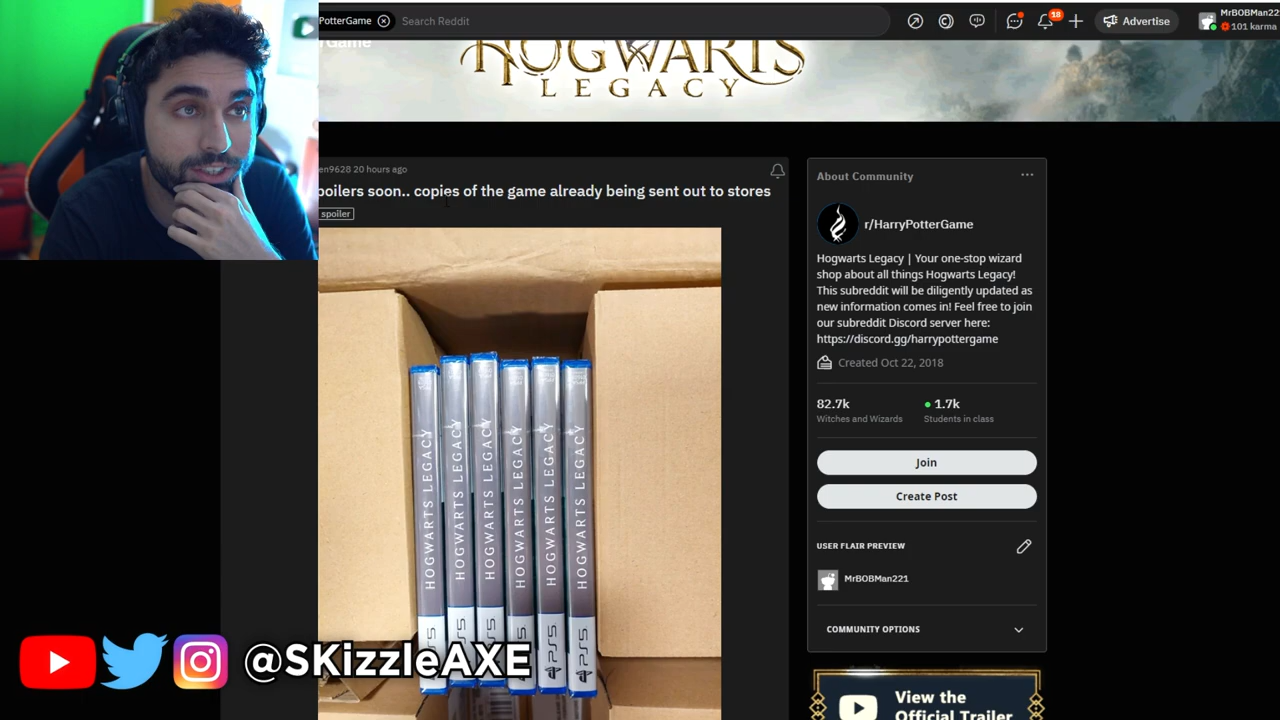 PotterGame
Search Reddit
18
Advertise
MrBOBMan22
101 karma
HOGWARTS
LEGACY
en9628 20 hours ago
poilers soon.. copies of the game already being sent out to stores
spoiler
HOGWARTS LEGACY
HOGWARTS LEGACY
HOGWARTS LEGACY
HOGWARTS LEGACY
HOGWARTS LEGACY
HOGWARTS LEGACY
PS5
PS5
PS5
PS5
PS5
PS5
@SKizzleAXE
About Community
r/HarryPotterGame
Hogwarts Legacy | Your one-stop wizard
shop about all things Hogwarts Legacy!
This subreddit will be diligently updated as
new information comes in! Feel free to join
our subreddit Discord server here:
https://discord.gg/harrypottergame
Created Oct 22, 2018
82.7k
Witches and Wizards
1.7k
Students in class
Join
Create Post
USER FLAIR PREVIEW
MrBOBMan221
COMMUNITY OPTIONS
View the
Official Trailer